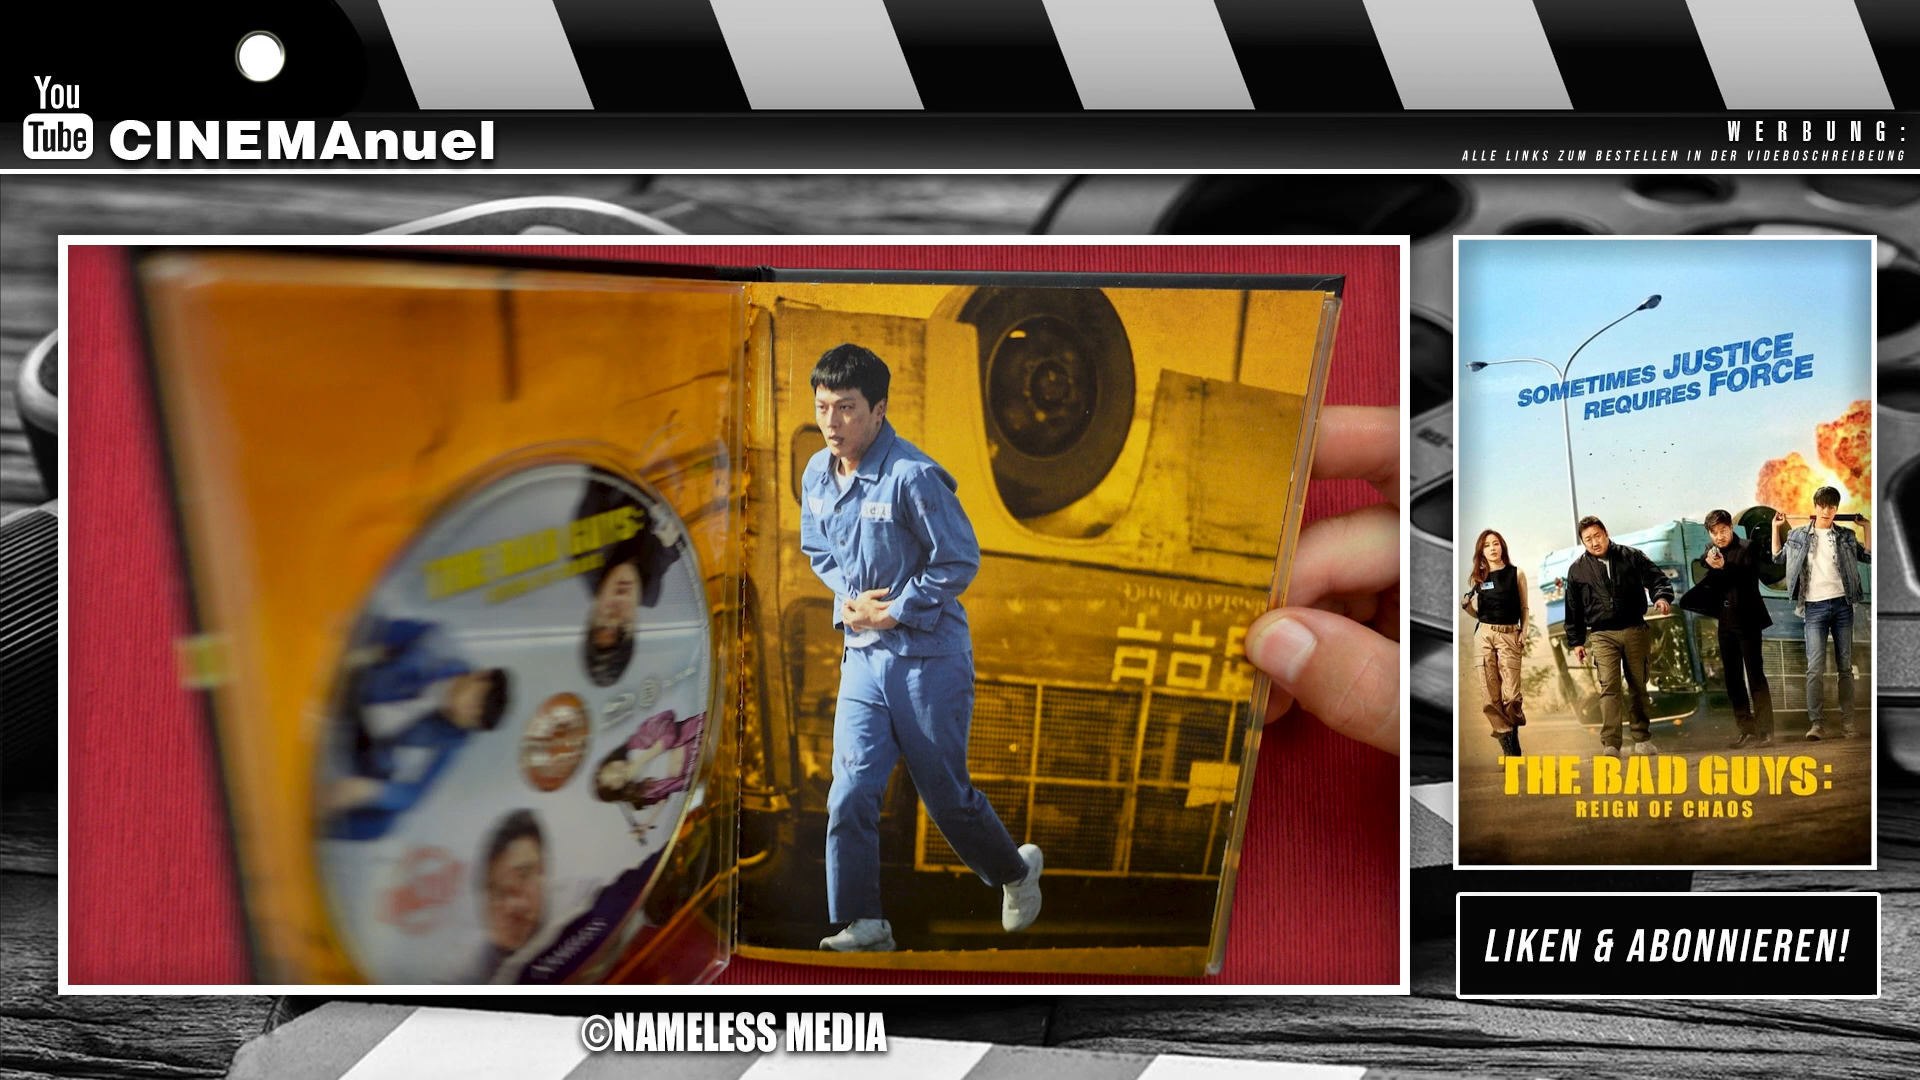 You
Tube
CINEMAnuel
WERBUNG:
ALLE LINKS ZUM BESTELLEN IN DER VIDEBOSCHREIBEUNG
THE BAD GUYS:
SOMETIMES JUSTICE
REQUIRES FORCE
THE BAD GUYS:
REIGN OF CHAOS
LIKEN & ABONNIEREN!
©NAMELESS MEDIA